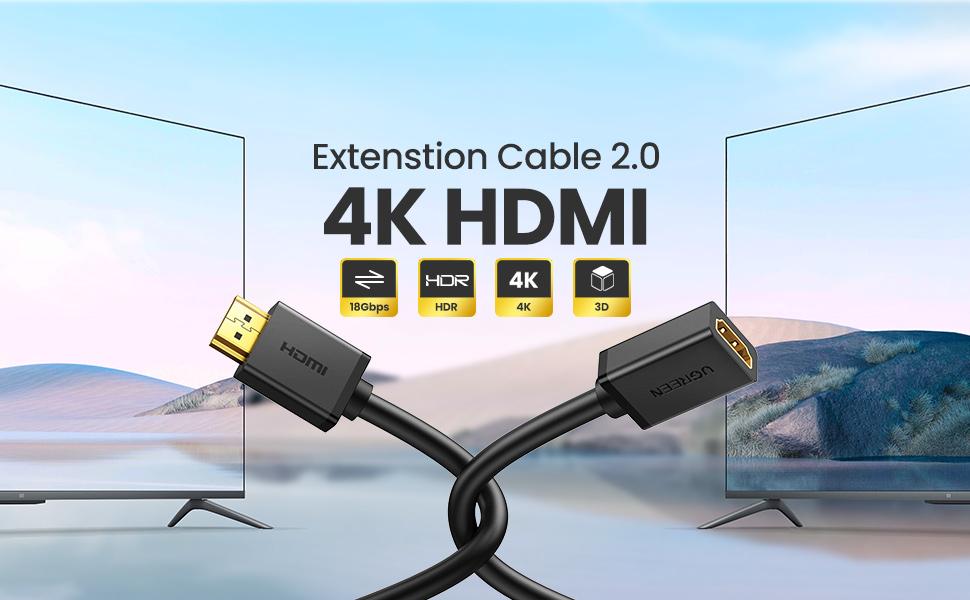 Extenstion Cable 2.0
4K HDMI
HDR
4K
18Gbps
HDR
4K
3D
HDMI
UGREEN